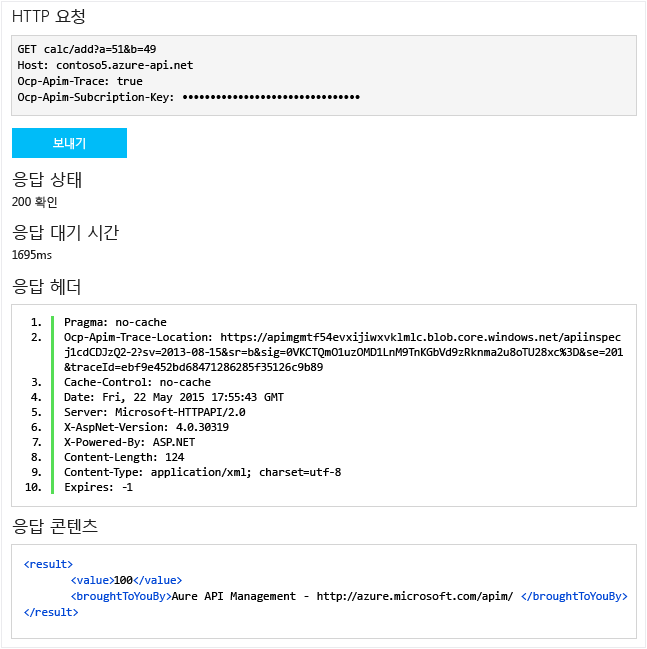 HTTP 요청
GET calc/add?a=51&b=49
Host: contoso5.azure-api.net
Ocp-Apim-Trace: true
Ocp-Apim-Subcription-Key: ••••••••••••••••••••••••••••••••
보내기
응답 상태
200 확인
응답 대기 시간
1695ms
응답 헤더
1. Pragma: no-cache
2. Ocp-Apim-Trace-Location: https://apimgmtf54evxijiwxvklmlc.blob.core.windows.net/apiinspec
j1cdCDJzQ2-2?sv=2013-08-15&sr=b&sig=0VKCTQmO1uzOMD1LnM9TnKGbVd9zRknma2u8oTU28xc%3D&se=201
&traceId=ebf9e452bd68471286285f35126c9b89
3. Cache-Control: no-cache
4. Date: Fri, 22 May 2015 17:55:43 GMT
5. Server: Microsoft-HTTPAPI/2.0
6. X-AspNet-Version: 4.0.30319
7. X-Powered-By: ASP.NET
8. Content-Length: 124
9. Content-Type: application/xml; charset=utf-8
10. Expires: -1
응답 콘텐츠
<result>
<value>100</value>
<broughtToYouBy>Aure API Management - http://azure.microsoft.com/apim/ </broughtToYouBy>
</result>